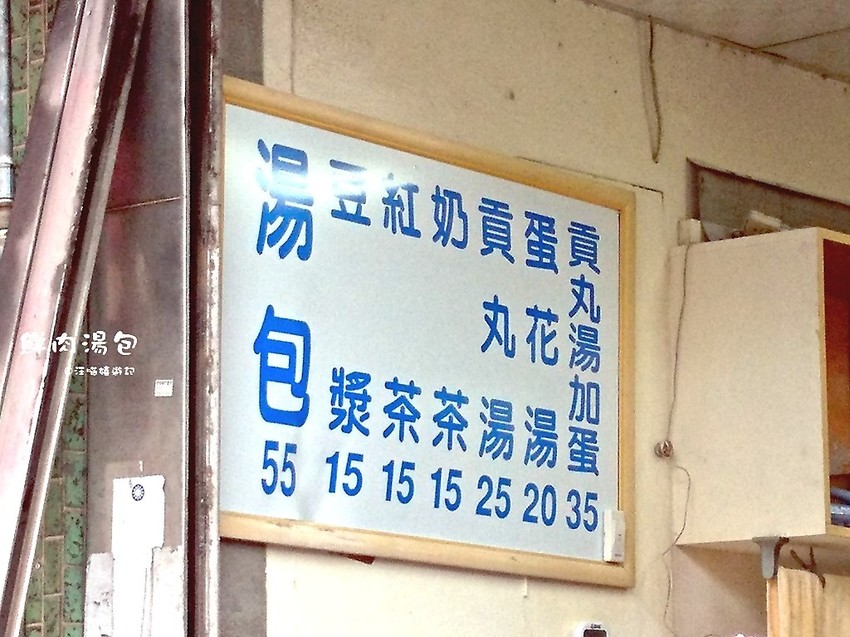 湯包 55
豆漿 15
紅茶 15
奶茶 15
貢丸湯 25
蛋花湯 20
貢丸湯加蛋 35
鮮肉湯包